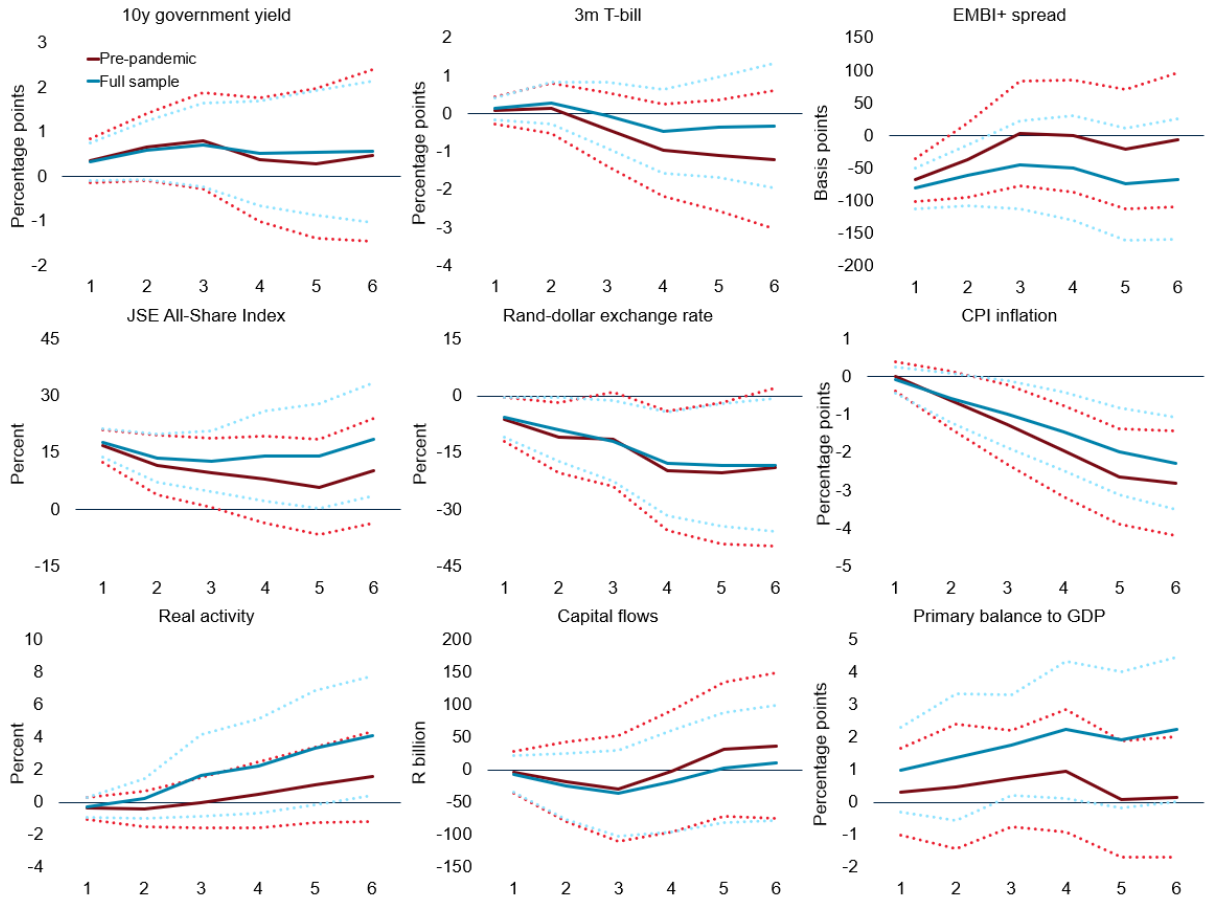 10y government yield
3m T-bill
EMBI+ spread
Percentage points
3
2
1
0
-1
-2
Pre-pandemic
Full sample
1 2 3 4 5 6
Percentage points
2
1
0
-1
-2
-3
-4
1 2 3 4 5 6
Basis points
150
100
50
0
-50
-100
-150
-200
1 2 3 4 5 6
JSE All-Share Index
Rand-dollar exchange rate
CPI inflation
Percent
45
30
15
0
-15
1 2 3 4 5 6
Percent
15
0
-15
-30
-45
1 2 3 4 5 6
Percentage points
1
0
-1
-2
-3
-4
-5
1 2 3 4 5 6
Real activity
Capital flows
Primary balance to GDP
Percent
10
8
6
4
2
0
-2
-4
1 2 3 4 5 6
R billion
200
150
100
50
0
-50
-100
-150
1 2 3 4 5 6
Percentage points
5
4
3
2
1
0
-1
-2
1 2 3 4 5 6